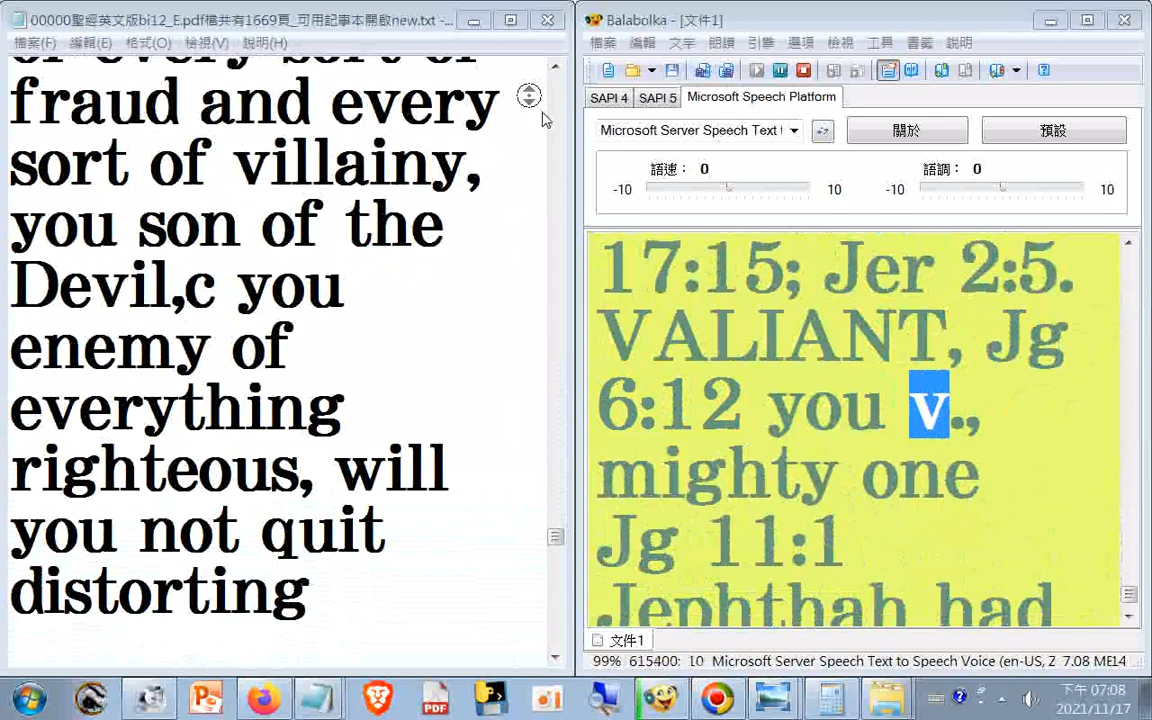 00000聖經英文版bi12_E.pdf檔共有1669頁_可用記事本開啟new.txt -...
檔案(F) 編輯(E) 格式(O) 檢視(V) 說明(H)
of every sort of
fraud and every
sort of villainy,
you son of the
Devil,c you
enemy of
everything
righteous, will
you not quit
distorting
Balabolka - [文件1]
檔案 編輯 文字 朗讀 引擎 選項 檢視 工具 書籤 說明
SAPI 4 SAPI 5 Microsoft Speech Platform
Microsoft Server Speech Text t
關於 預設
語速： 0 語調： 0
-10 10 -10 10
17:15; Jer 2:5.
VALIANT, Jg
6:12 you v.,
mighty one
Jg 11:1
Jephthah had
文件1
99% 615400: 10 Microsoft Server Speech Text to Speech Voice (en-US, Z 7.08 ME14
下午 07:08
2021/11/17